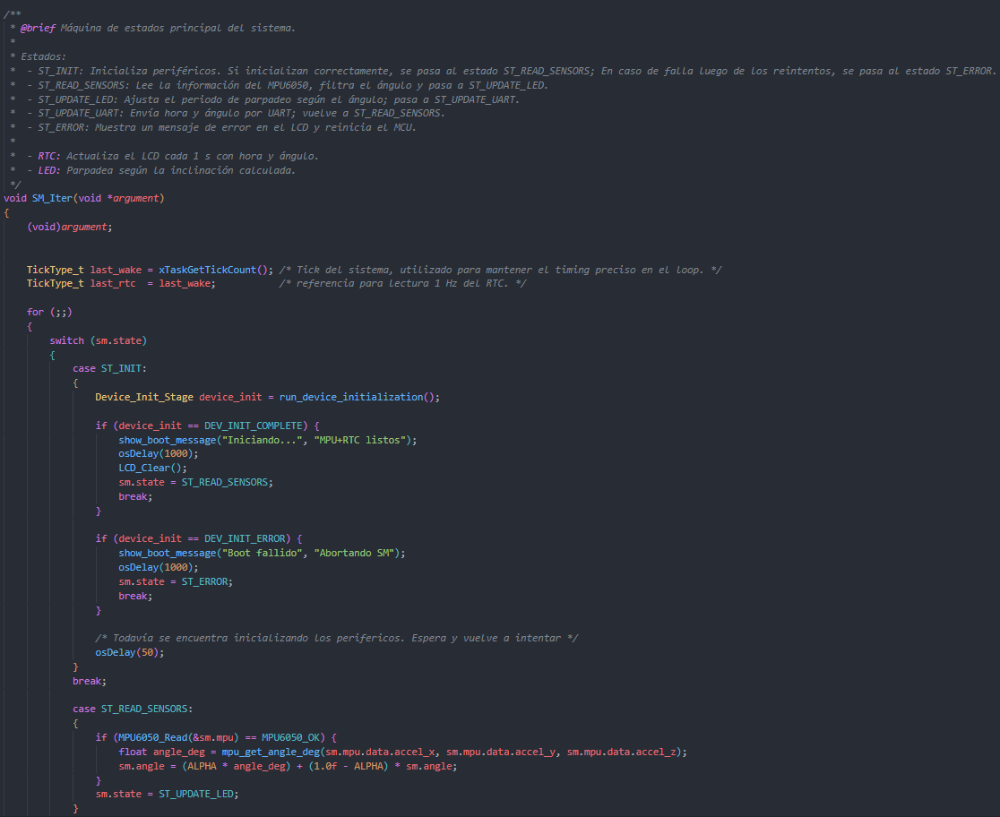 /**
 * @brief Máquina de estados principal del sistema.
 *
 * Estados:
 *  - ST_INIT: Inicializa periféricos. Si inicializan correctamente, se pasa al estado ST_READ_SENSORS; En caso de falla luego de los reintentos, se pasa al estado ST_ERROR.
 *  - ST_READ_SENSORS: Lee la información del MPU6050, filtra el ángulo y pasa a ST_UPDATE_LED.
 *  - ST_UPDATE_LED: Ajusta el periodo de parpadeo según el ángulo; pasa a ST_UPDATE_UART.
 *  - ST_UPDATE_UART: Envía hora y ángulo por UART; vuelve a ST_READ_SENSORS.
 *  - ST_ERROR: Muestra un mensaje de error en el LCD y reinicia el MCU.
 *
 *  - RTC: Actualiza el LCD cada 1 s con hora y ángulo.
 *  - LED: Parpadea según la inclinación calculada.
 */
void SM_Iter(void *argument)
{
    (void)argument;

    TickType_t last_wake = xTaskGetTickCount(); /* Tick del sistema, utilizado para mantener el timing preciso en el loop. */
    TickType_t last_rtc  = last_wake;           /* referencia para lectura 1 Hz del RTC. */

    for (;;)
    {
        switch (sm.state)
        {
            case ST_INIT:
            {
                Device_Init_Stage device_init = run_device_initialization();

                if (device_init == DEV_INIT_COMPLETE) {
                    show_boot_message("Iniciando...", "MPU+RTC listos");
                    osDelay(1000);
                    LCD_Clear();
                    sm.state = ST_READ_SENSORS;
                    break;
                }

                if (device_init == DEV_INIT_ERROR) {
                    show_boot_message("Boot fallido", "Abortando SM");
                    osDelay(1000);
                    sm.state = ST_ERROR;
                    break;
                }

                /* Todavía se encuentra inicializando los perifericos. Espera y vuelve a intentar */
                osDelay(50);
            }
            break;

            case ST_READ_SENSORS:
            {
                if (MPU6050_Read(&sm.mpu) == MPU6050_OK) {
                    float angle_deg = mpu_get_angle_deg(sm.mpu.data.accel_x, sm.mpu.data.accel_y, sm.mpu.data.accel_z);
                    sm.angle = (ALPHA * angle_deg) + (1.0f - ALPHA) * sm.angle;
                }
                sm.state = ST_UPDATE_LED;
            }